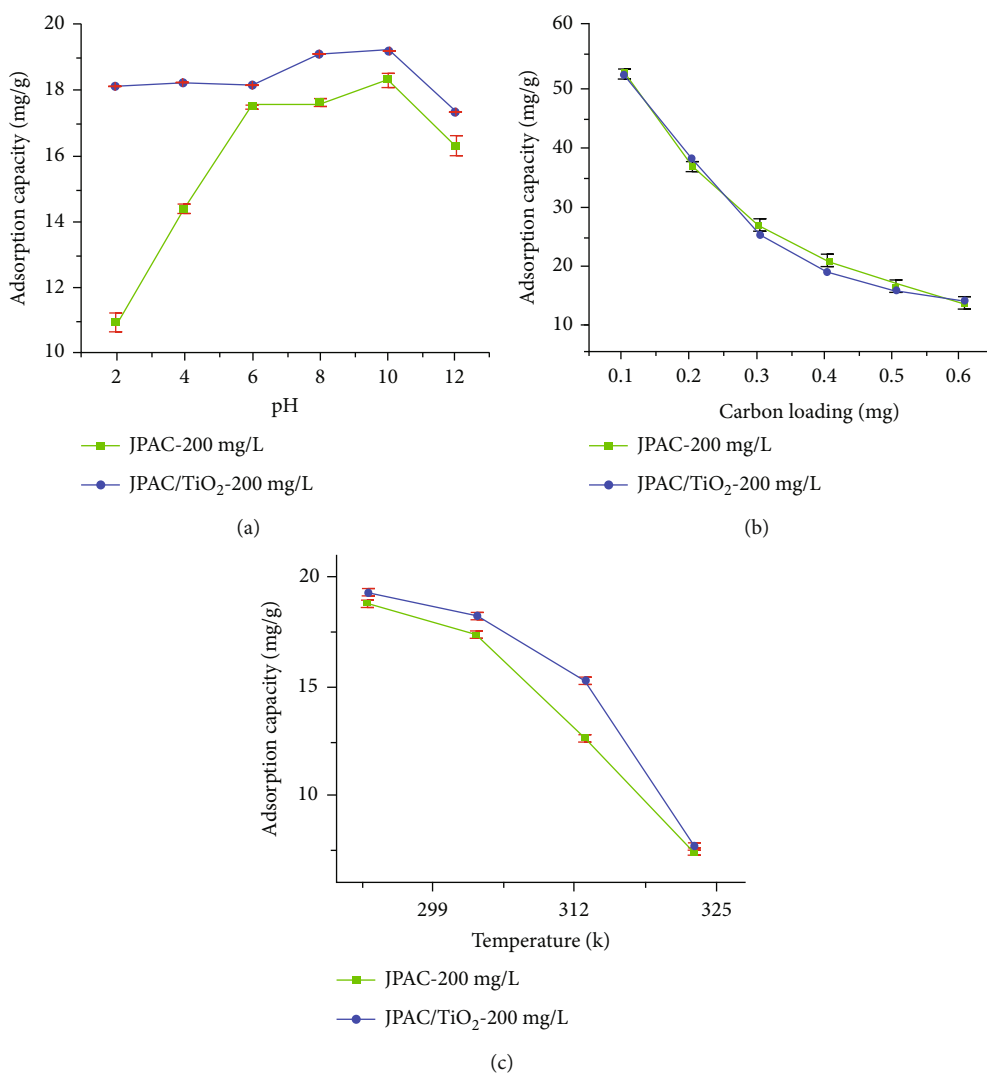 20
18
16
14
12
11
10
Adsorption capacity (mg/g)
2
4
6
8
10
12
pH
JPAC-200 mg/L
JPAC/TiO₂-200 mg/L
(a)
60
50
40
30
20
10
Adsorption capacity (mg/g)
0.1
0.2
0.3
0.4
0.5
0.6
Carbon loading (mg)
JPAC-200 mg/L
JPAC/TiO₂-200 mg/L
(b)
20
15
10
Adsorption capacity (mg/g)
299
312
325
Temperature (k)
JPAC-200 mg/L
JPAC/TiO₂-200 mg/L
(c)